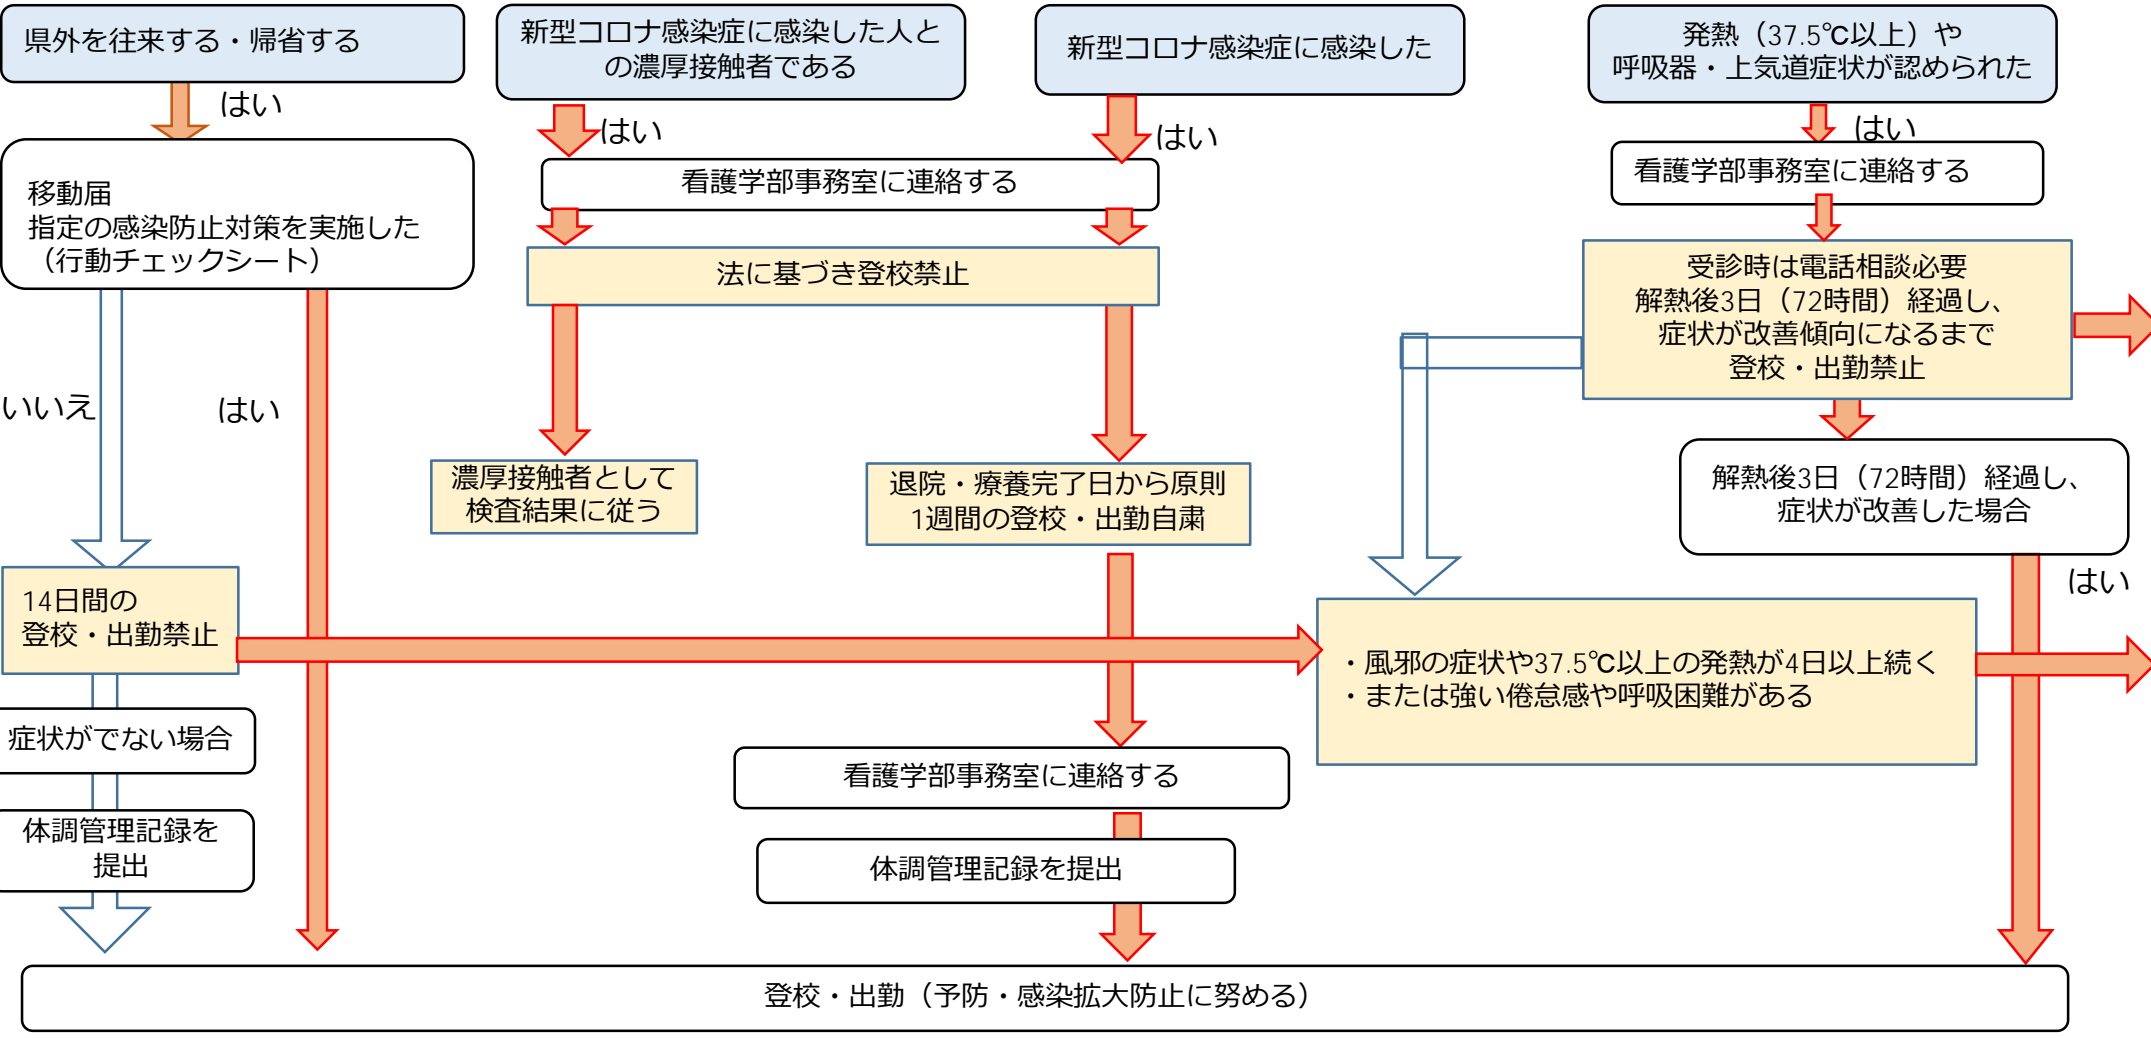 県外を往来する・帰省する
新型コロナ感染症に感染した人と
の濃厚接触者である
新型コロナ感染症に感染した
発熱（37.5℃以上）や
呼吸器・上気道症状が認められた
はい
はい
はい
はい
移動届
指定の感染防止対策を実施した
（行動チェックシート）
看護学部事務室に連絡する
看護学部事務室に連絡する
法に基づき登校禁止
受診時は電話相談必要
解熱後3日（72時間）経過し、
症状が改善傾向になるまで
登校・出勤禁止
いいえ
はい
濃厚接触者として
検査結果に従う
退院・療養完了日から原則
1週間の登校・出勤自粛
解熱後3日（72時間）経過し、
症状が改善した場合
はい
14日間の
登校・出勤禁止
・風邪の症状や37.5℃以上の発熱が4日以上続く
・または強い倦怠感や呼吸困難がある
症状がでない場合
看護学部事務室に連絡する
体調管理記録を
提出
体調管理記録を提出
登校・出勤（予防・感染拡大防止に努める）